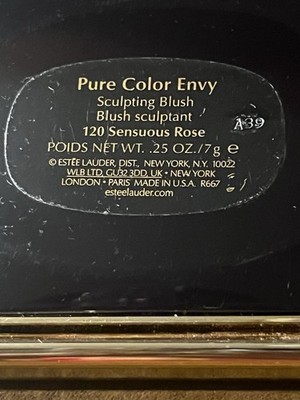 Pure Color Envy
Sculpting Blush
Blush sculptant
120 Sensuous Rose
A39
POIDS NET WT. .25 OZ./7g ℮
© ESTĒE LAUDER, DIST., NEW YORK, N.Y. 10022
WLB LTD, GU32 3DD, UK • NEW YORK
LONDON • PARIS MADE IN U.S.A. R667
esteelauder.com